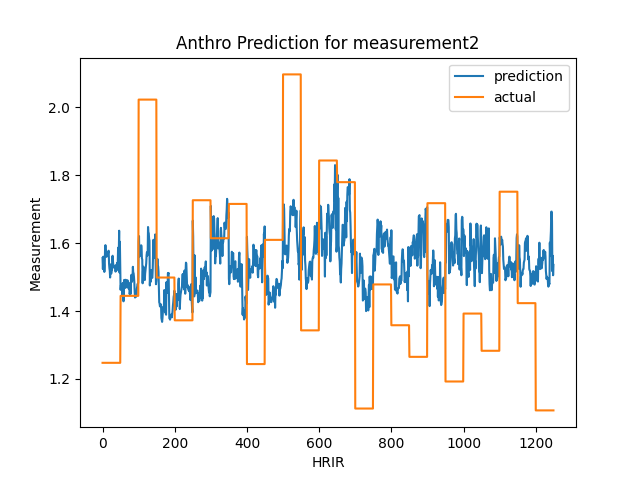 Anthro Prediction for measurement2
prediction
actual
Measurement
2.0
1.8
1.6
1.4
1.2
0 200 400 600 800 1000 1200
HRIR